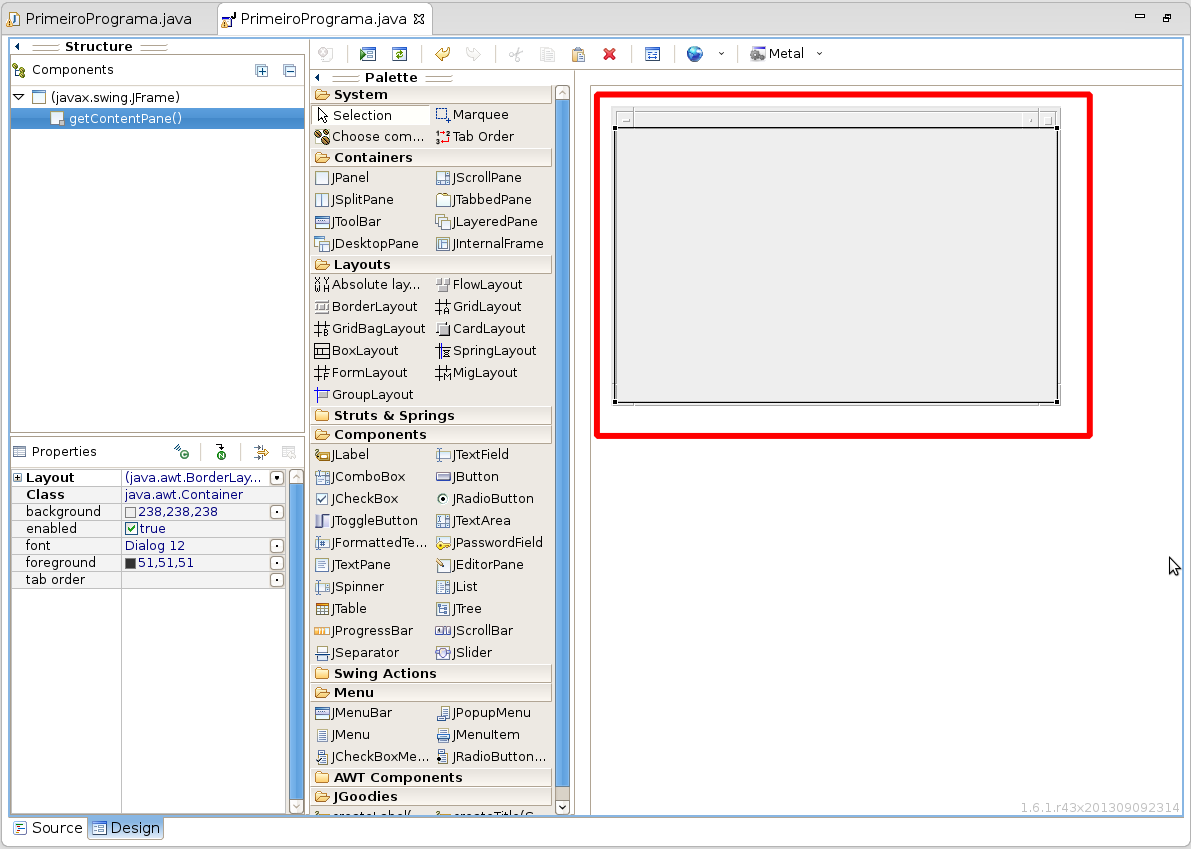 PrimeiroPrograma.java
PrimeiroPrograma.java
Structure
Components
(javax.swing.JFrame)
getContentPane()
Properties
Layout (java.awt.BorderLay...
Class java.awt.Container
background 238,238,238
enabled true
font Dialog 12
foreground 51,51,51
tab order
Metal
Palette
System
Selection Marquee
Choose com... Tab Order
Containers
JPanel JScrollPane
JSplitPane JTabbedPane
JToolBar JLayeredPane
JDesktopPane JInternalFrame
Layouts
Absolute lay... FlowLayout
BorderLayout GridLayout
GridBagLayout CardLayout
BoxLayout SpringLayout
FormLayout MigLayout
GroupLayout
Struts & Springs
Components
JLabel JTextField
JComboBox JButton
JCheckBox JRadioButton
JToggleButton JTextArea
JFormattedTe... JPasswordField
JTextPane JEditorPane
JSpinner JList
JTable JTree
JProgressBar JScrollBar
JSeparator JSlider
Swing Actions
Menu
JMenuBar JPopupMenu
JMenu JMenuItem
JCheckBoxMe... JRadioButton...
AWT Components
JGoodies
1.6.1.r43x201309092314
Source Design